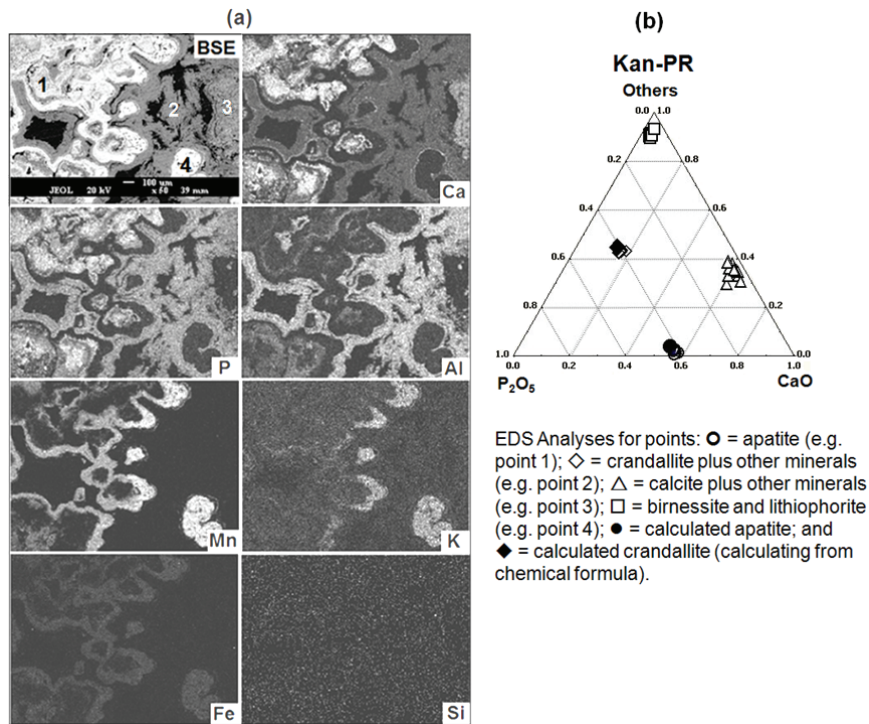 (a)
BSE
1
2
3
4
JEOL 20 kV 100 um x 50 39 mm
Ca
P
Al
Mn
K
Fe
Si
(b)
Kan-PR
Others
0.0 1.0
0.2 0.8
0.4 0.6
0.6 0.4
0.8 0.2
1.0 0.0
0.0 0.2 0.4 0.6 0.8 1.0
P₂O₅ CaO
EDS Analyses for points: O = apatite (e.g.
point 1); ◇ = crandallite plus other minerals
(e.g. point 2); △ = calcite plus other minerals
(e.g. point 3); □ = birnessite and lithiophorite
(e.g. point 4); ● = calculated apatite; and
◆ = calculated crandallite (calculating from
chemical formula).